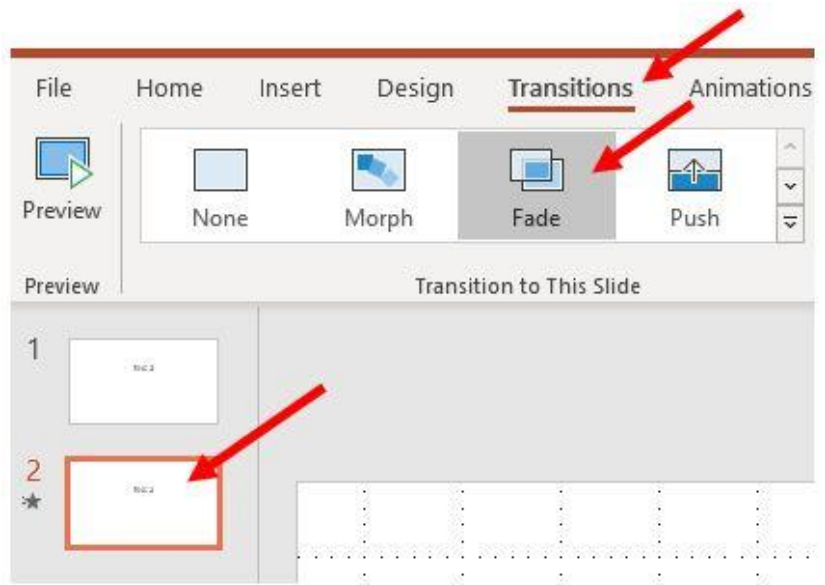 File Home Insert Design Transitions Animations
Preview None Morph Fade Push
Preview Transition to This Slide
1
2